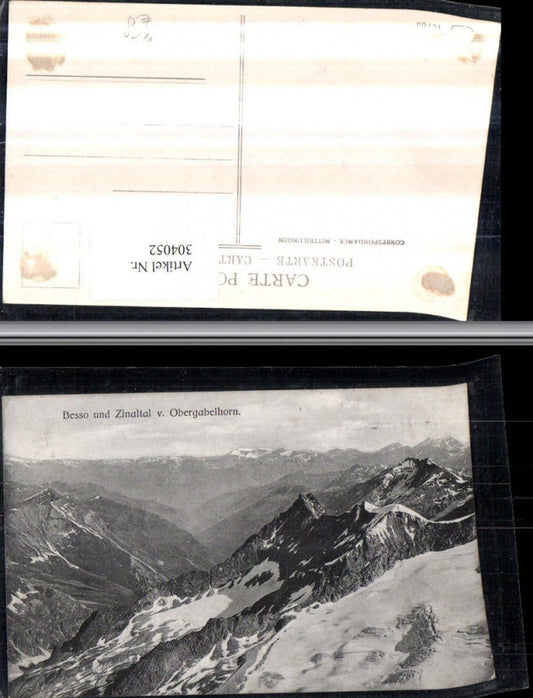 CARTE PO
POSTKARTE — CART
CORRESPONDANCE - MITTEILUNGEN
Artikel Nr.
304052
Besso und Zinaltal v. Obergabelhorn.